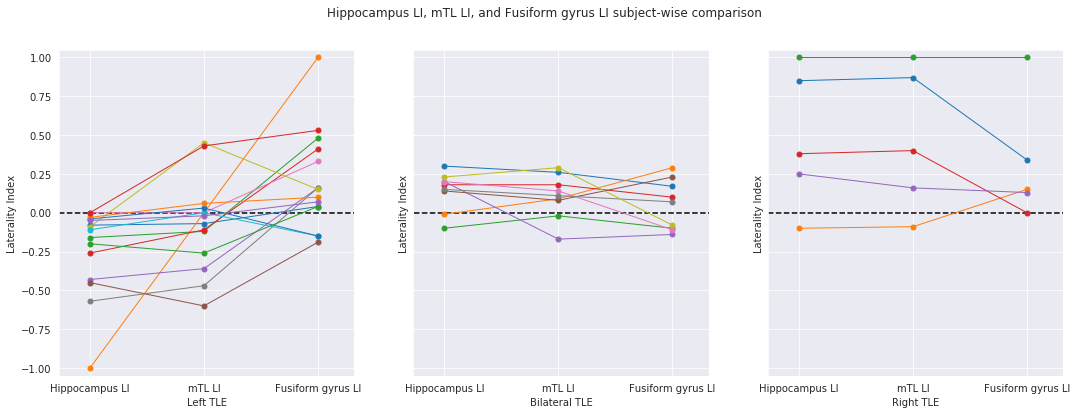 Hippocampus LI, mTL LI, and Fusiform gyrus LI subject-wise comparison
1.00
0.75
0.50
0.25
0.00
−0.25
−0.50
−0.75
−1.00
Laterality Index
Laterality Index
Laterality Index
Hippocampus LI mTL LI Fusiform gyrus LI
Left TLE
Hippocampus LI mTL LI Fusiform gyrus LI
Bilateral TLE
Hippocampus LI mTL LI Fusiform gyrus LI
Right TLE